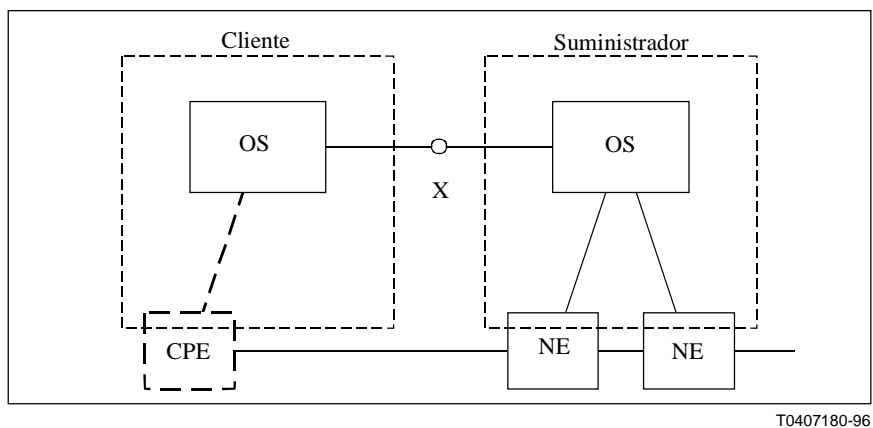 Cliente Suministrador
OS OS
X
CPE NE NE
T0407180-96